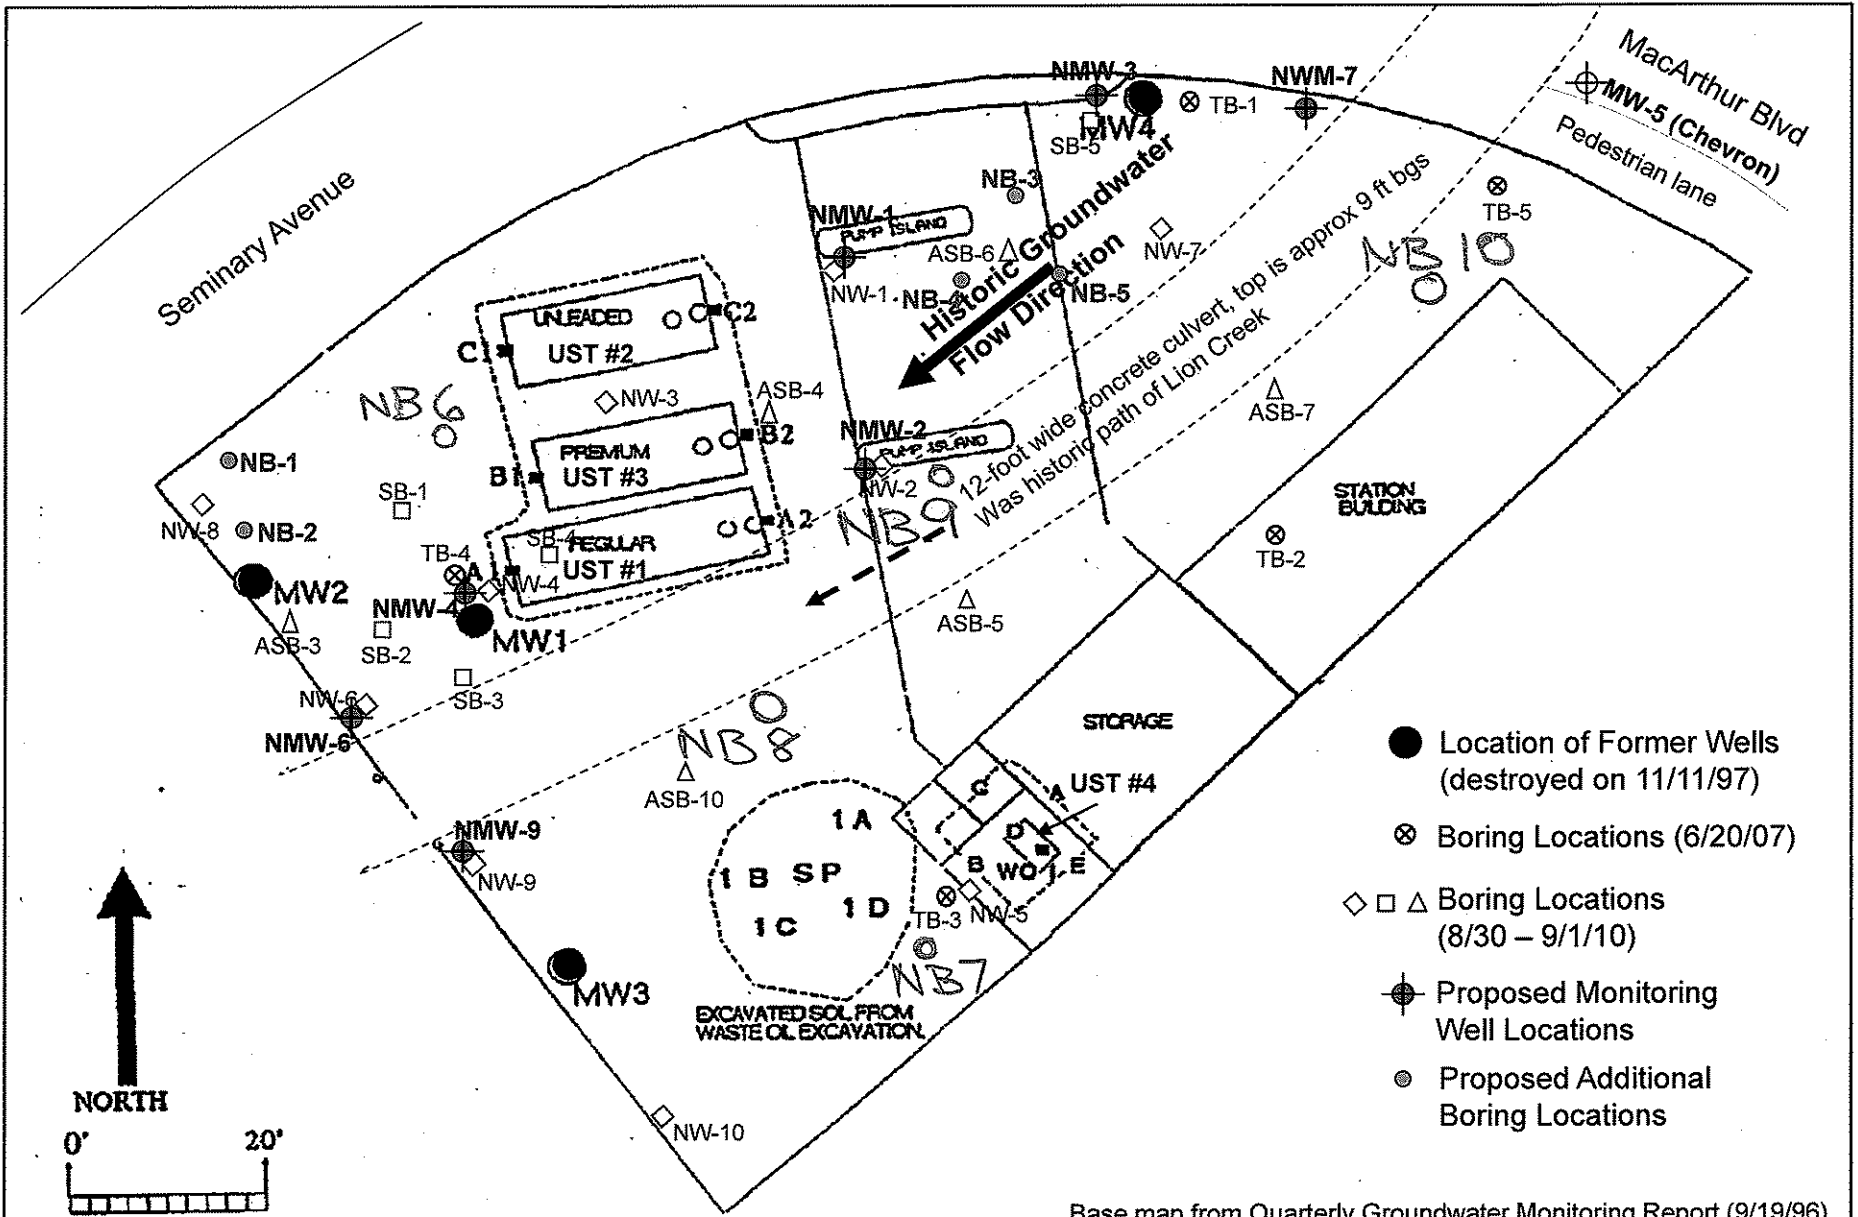 MacArthur Blvd
MW-5 (Chevron)
Pedestrian lane
NMW-3
NWM-7
TB-1
MW4
SB-5
Seminary Avenue
NB-3
TB-5
NMW-1
PUMP ISLAND
ASB-6
NW-7
NB 10
NW-1
NB-4
NB-5
Historic Groundwater
Flow Direction
12-foot wide concrete culvert, top is approx 9 ft bgs
Was historic path of Lion Creek
UNLEADED
UST #2
C1
C2
NB6
NW-3
ASB-4
ASB-7
NMW-2
PUMP ISLAND
NW-2
NB9
B2
PREMIUM
UST #3
B1
NB-1
SB-1
NW-8
NB-2
A2
SB-4
REGULAR
UST #1
TB-4
A1
NW-4
STATION
BUILDING
TB-2
MW2
NMW-4
MW1
ASB-3
SB-2
ASB-5
NW-6
SB-3
NMW-6
NB8
STORAGE
ASB-10
UST #4
C
A
D
B
WO 1
E
1 A
1 B
SP
1 C
1 D
NMW-9
NW-9
TB-3
NW-5
NB7
MW3
EXCAVATED SOL FROM
WASTE OIL EXCAVATION.
NW-10
NORTH
0'
20'
Location of Former Wells
(destroyed on 11/11/97)
Boring Locations (6/20/07)
Boring Locations
(8/30 – 9/1/10)
Proposed Monitoring
Well Locations
Proposed Additional
Boring Locations
Base map from Quarterly Groundwater Monitoring Report (9/19/96)